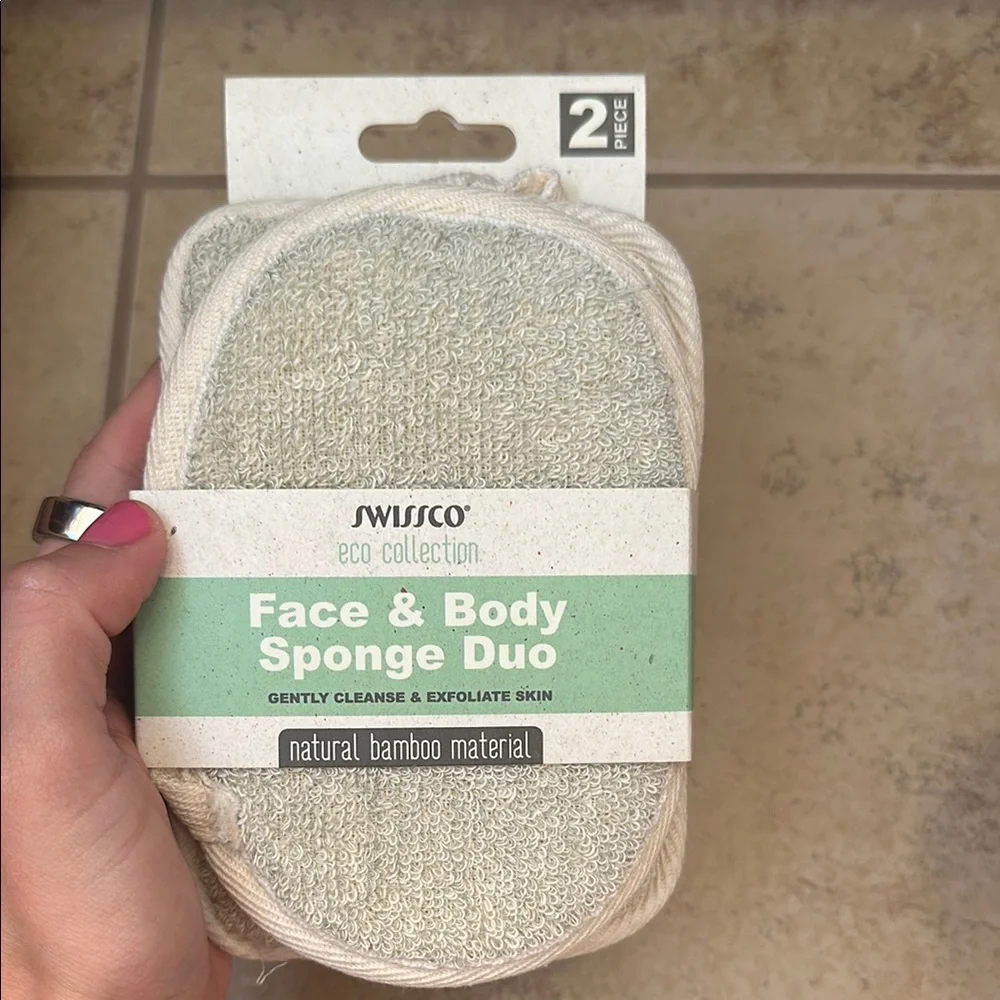 2 PIECE
SWISSCO®
eco collection
Face & Body
Sponge Duo
GENTLY CLEANSE & EXFOLIATE SKIN
natural bamboo material